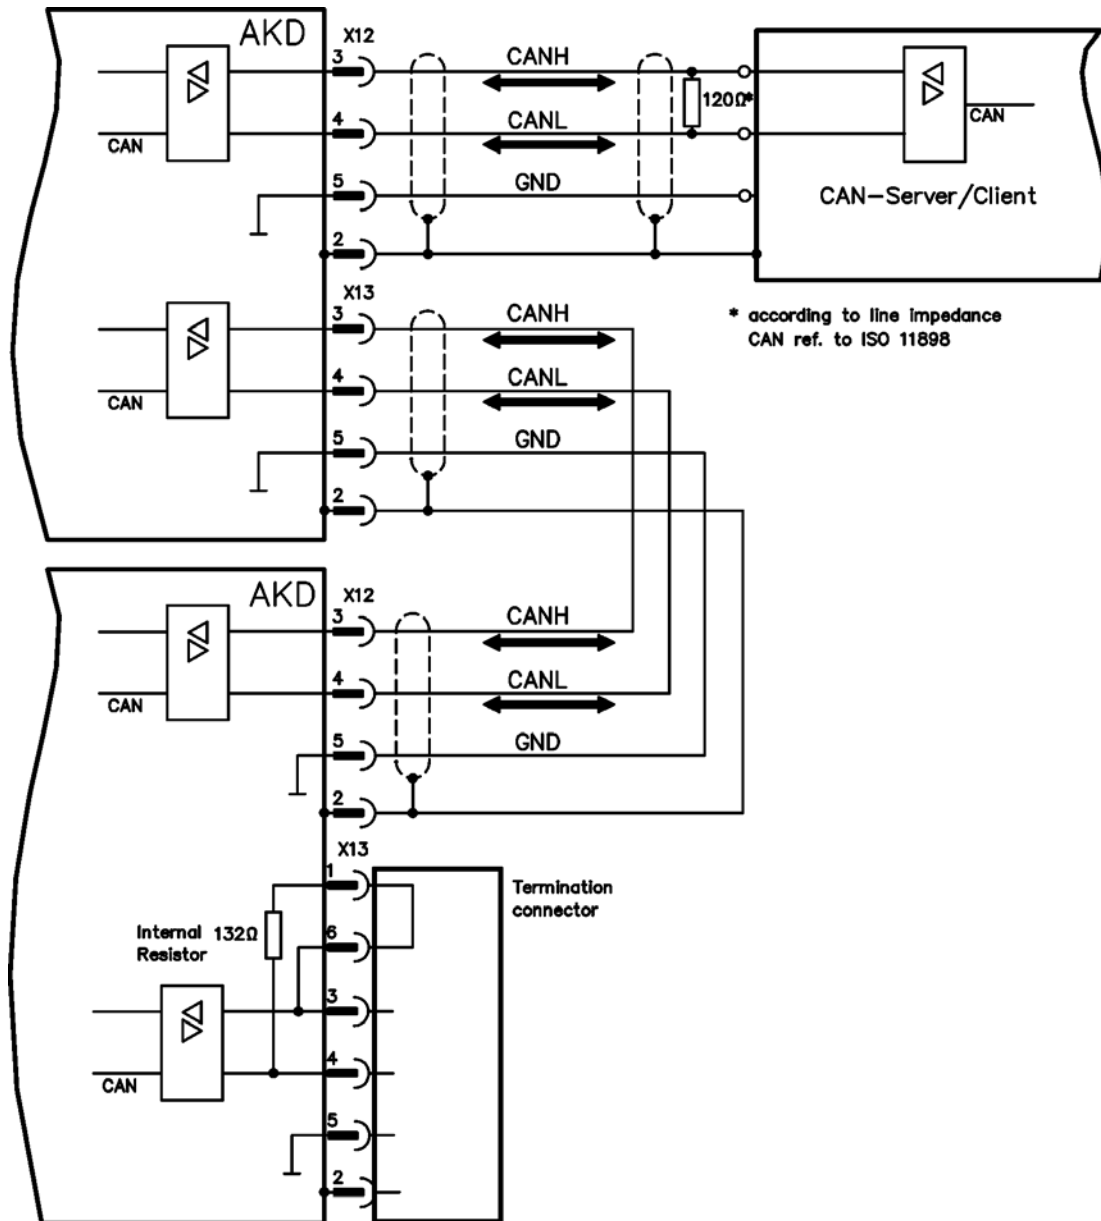 AKD
X12
3
CANH
120Ω*
4
CANL
CAN
CAN
5
GND
CAN-Server/Client
2
X13
3
CANH
* according to line impedance
CAN ref. to ISO 11898
4
CANL
CAN
5
GND
2
AKD
X12
3
CANH
4
CANL
CAN
5
GND
2
X13
1
Termination
connector
6
Internal 132Ω
Resistor
3
4
CAN
5
2